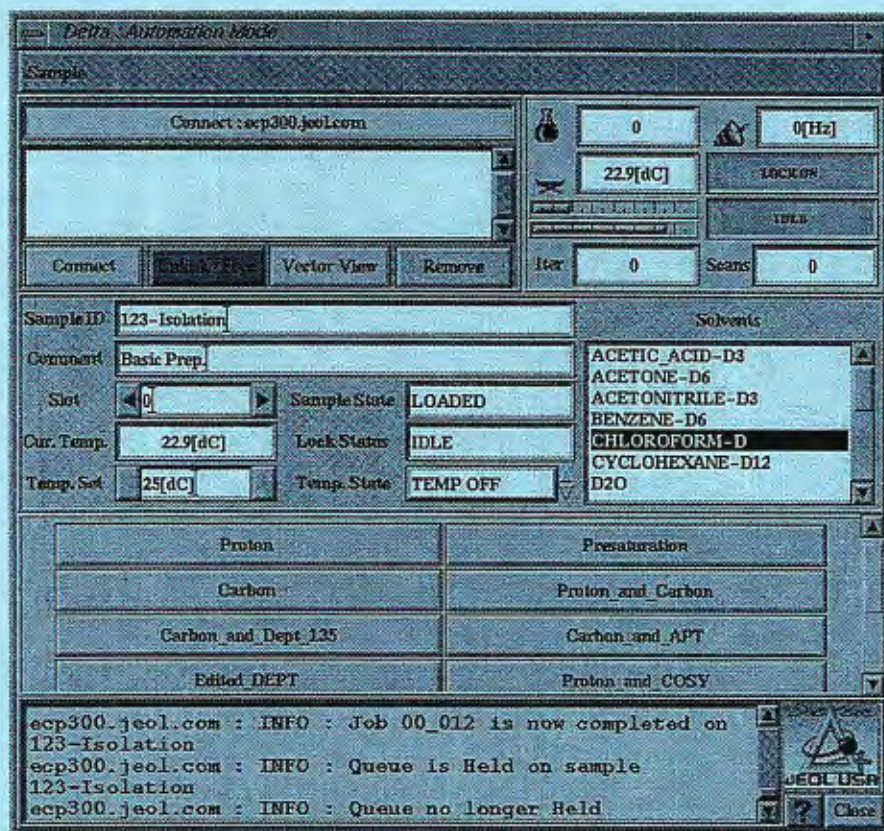 Delta : Automation Mode
Sample
Connect : ecp300.jeol.com
0
0[Hz]
22.9[dC]
LOCK ON
IDLE
Connect
Vector View
Remove
Iter
0
Scans
0
Sample ID
123-Isolation
Solvents
Comment
Basic Prep.
ACETIC_ACID-D3
ACETONE-D6
ACETONITRILE-D3
BENZENE-D6
CHLOROFORM-D
CYCLOHEXANE-D12
D2O
Slot
0
Sample State
LOADED
Cur. Temp.
22.9[dC]
Lock Status
IDLE
Temp. Set
25[dC]
Temp. State
TEMP OFF
Proton
Presaturation
Carbon
Proton_and_Carbon
Carbon_and_Dept_135
Carbon_and_APT
Edited_DEPT
Proton_and_COSY
ecp300.jeol.com : INFO : Job 00_012 is now completed on
123-Isolation
ecp300.jeol.com : INFO : Queue is Held on sample
123-Isolation
ecp300.jeol.com : INFO : Queue no longer Held
JEOL USA
?
Close